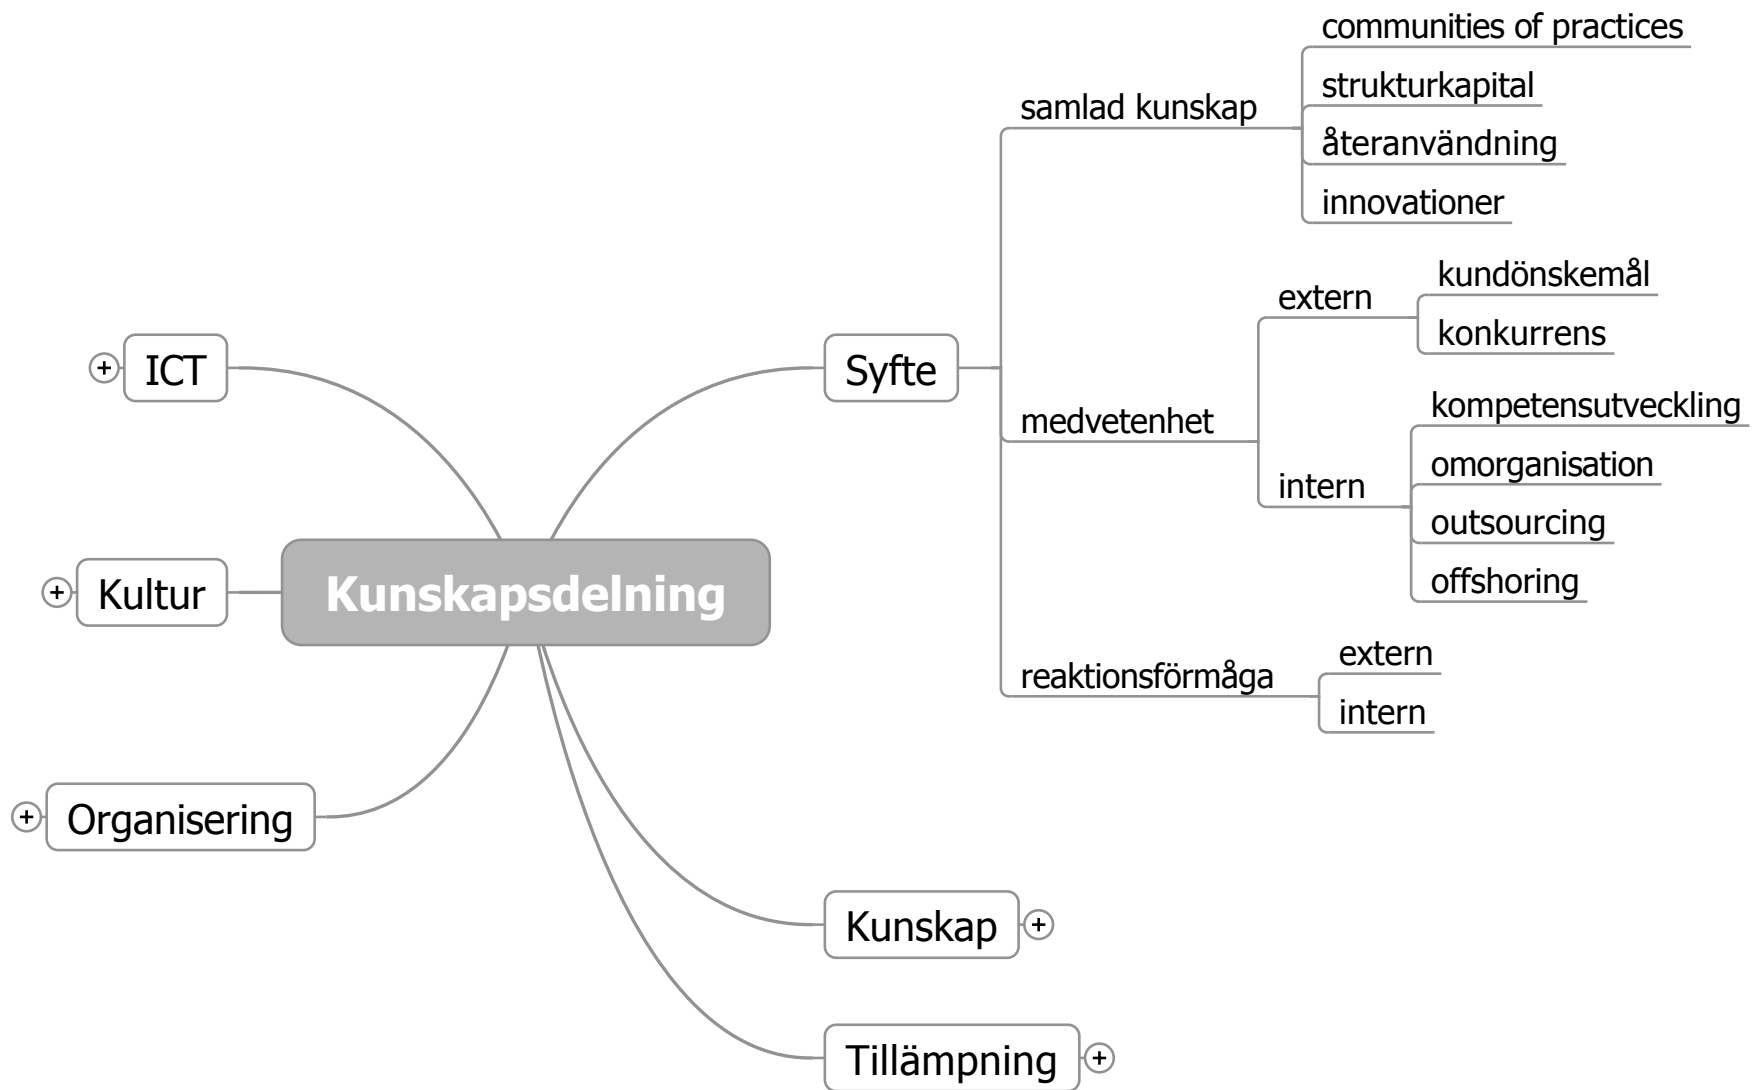 Kunskapsdelning
Syfte
samlad kunskap
communities of practices
strukturkapital
återanvändning
innovationer
medvetenhet
extern
kundönskemål
konkurrens
intern
kompetensutveckling
omorganisation
outsourcing
offshoring
reaktionsförmåga
extern
intern
Kunskap
Tillämpning
ICT
Kultur
Organisering